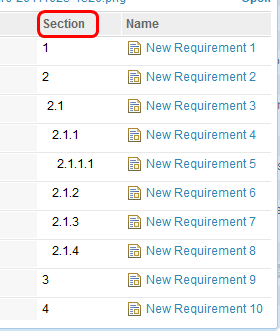 Section Name
1 New Requirement 1
2 New Requirement 2
2.1 New Requirement 3
2.1.1 New Requirement 4
2.1.1.1 New Requirement 5
2.1.2 New Requirement 6
2.1.3 New Requirement 7
2.1.4 New Requirement 8
3 New Requirement 9
4 New Requirement 10